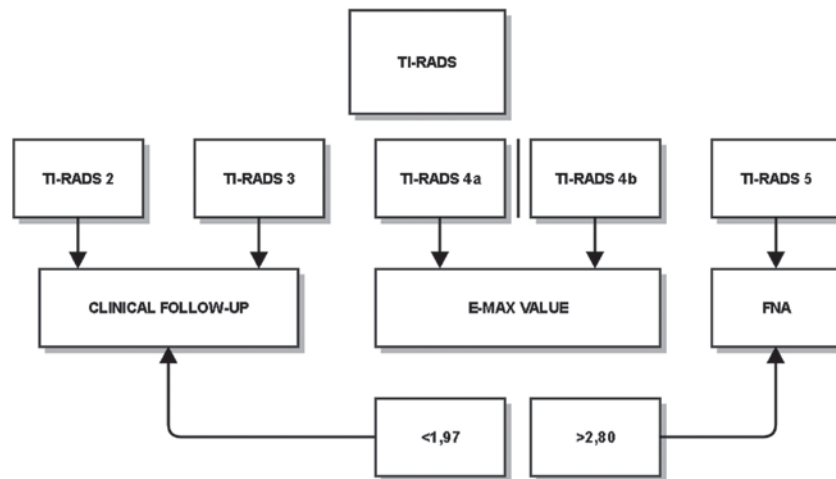 TI-RADS
TI-RADS 2
TI-RADS 3
TI-RADS 4a
TI-RADS 4b
TI-RADS 5
CLINICAL FOLLOW-UP
E-MAX VALUE
FNA
<1,97
>2,80